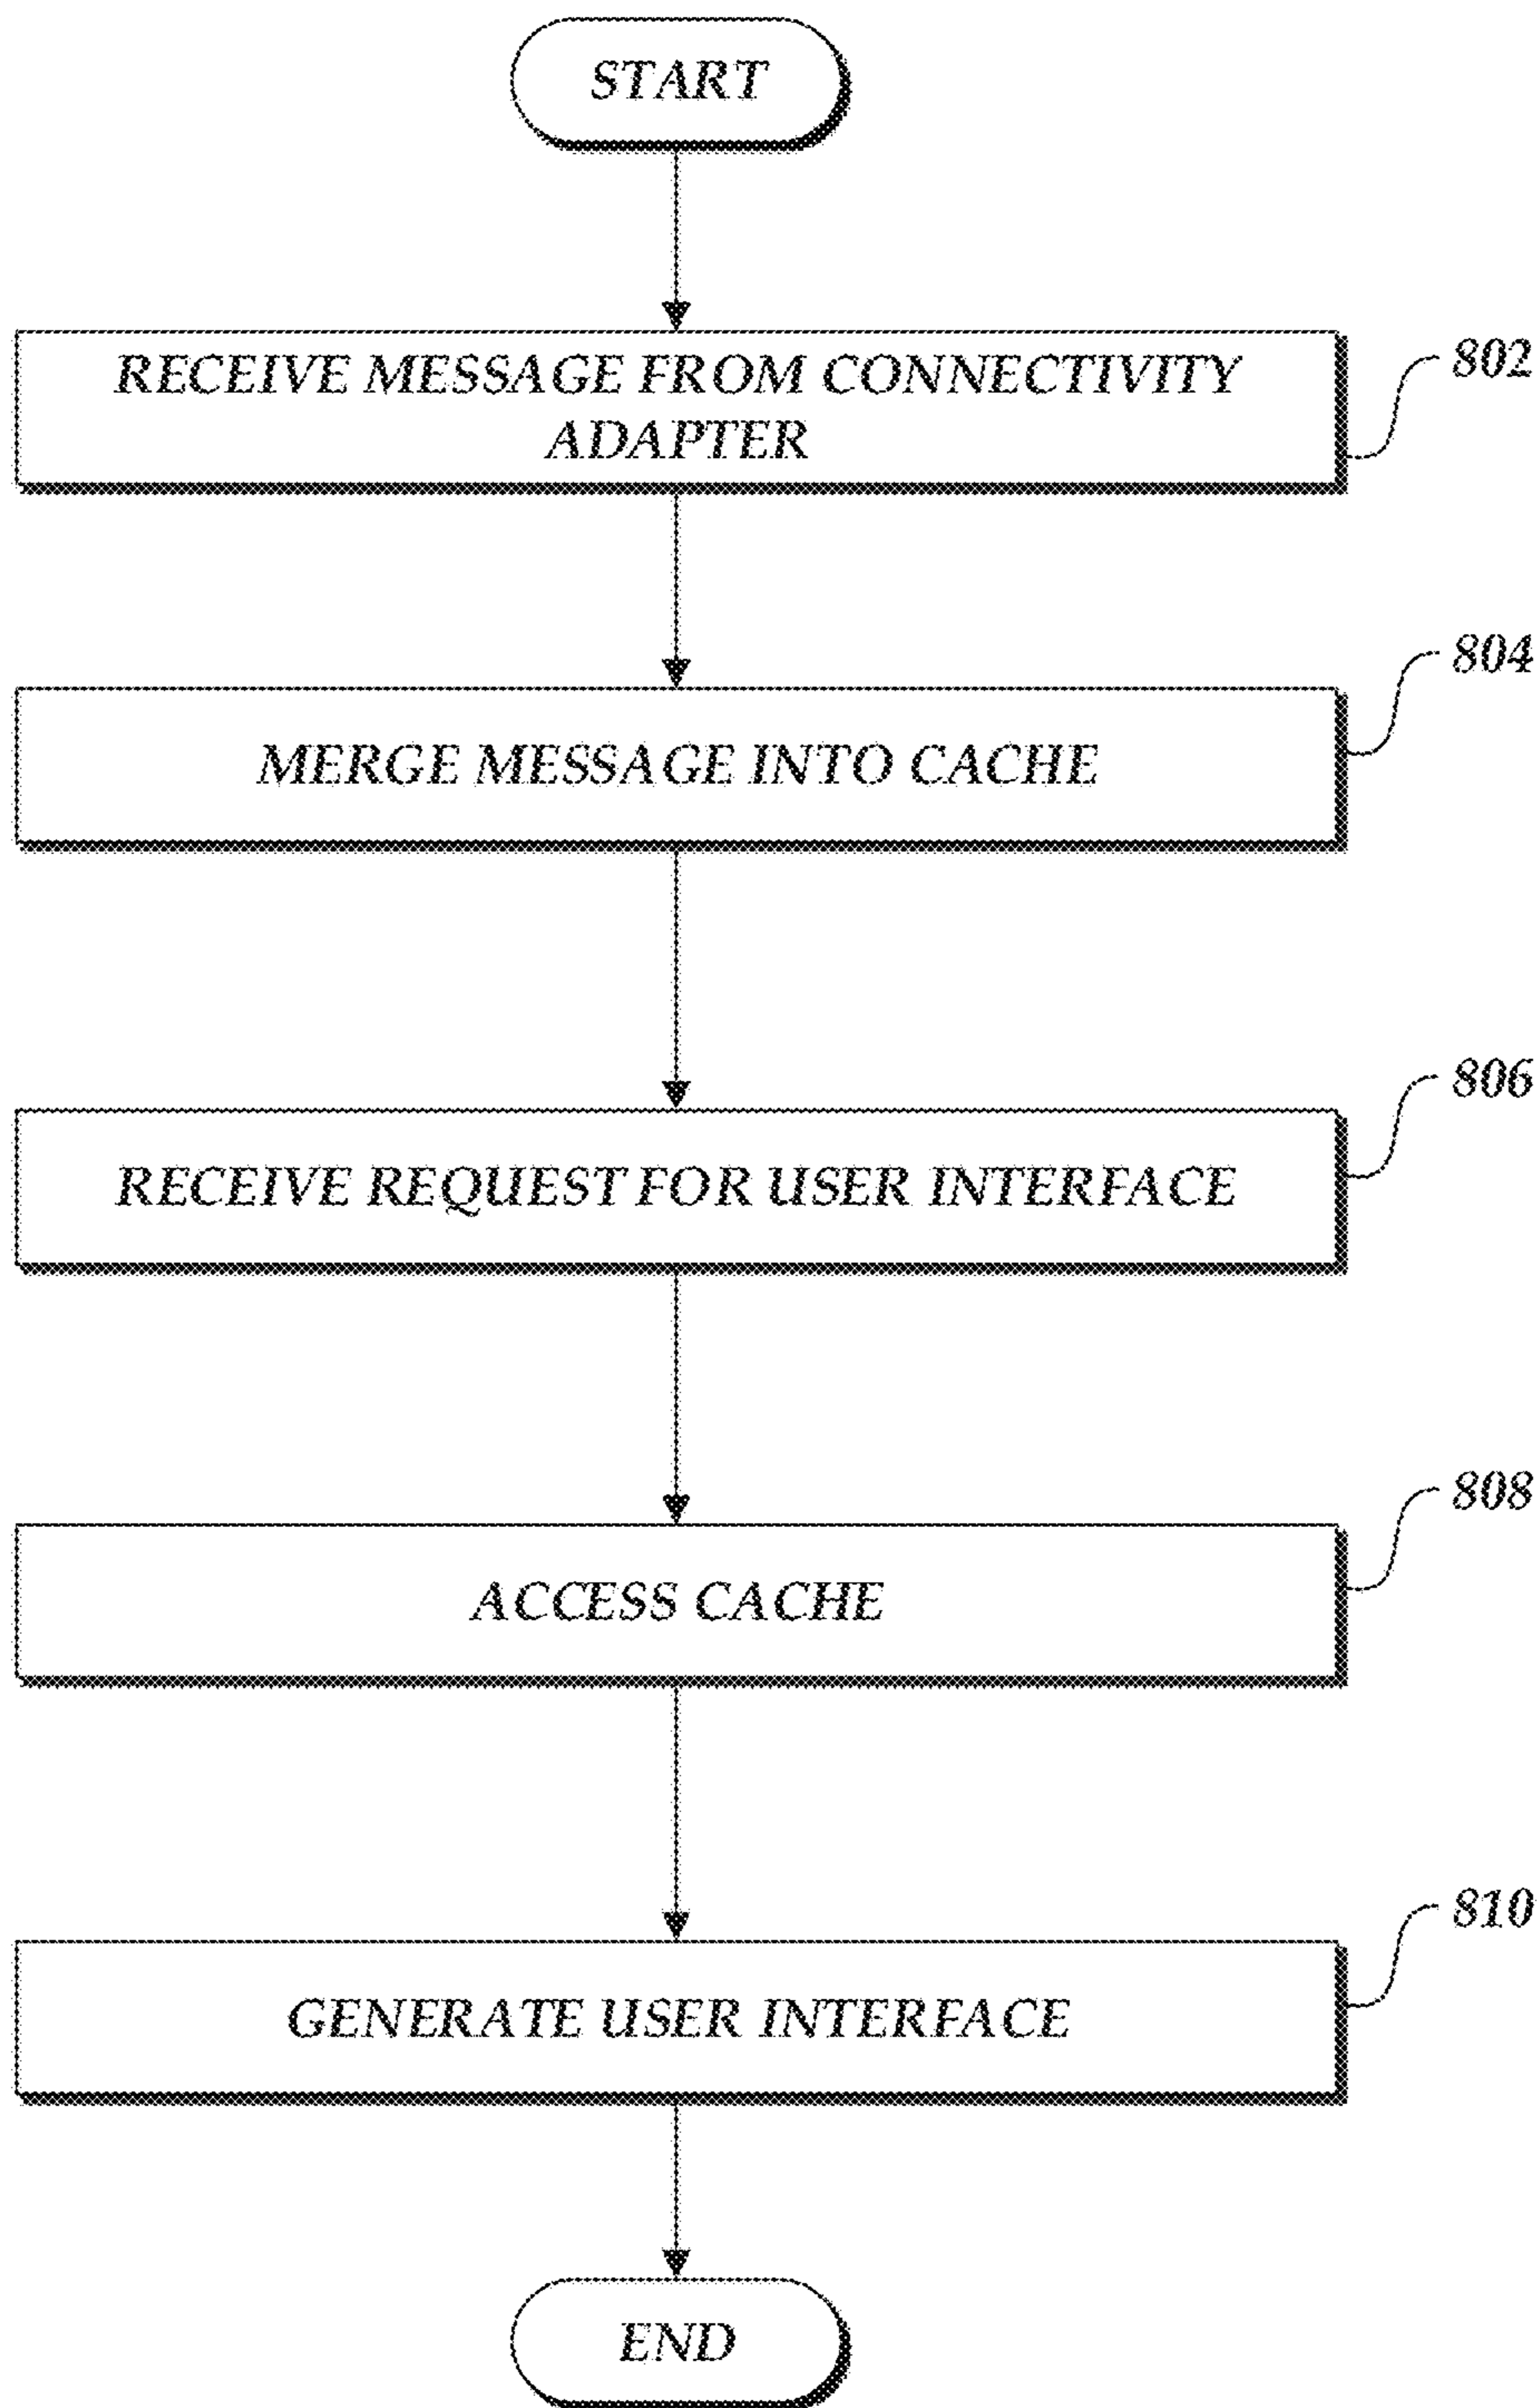 START
RECEIVE MESSAGE FROM CONNECTIVITY
ADAPTER
802
MERGE MESSAGE INTO CACHE
804
RECEIVE REQUEST FOR USER INTERFACE
806
ACCESS CACHE
808
GENERATE USER INTERFACE
810
END